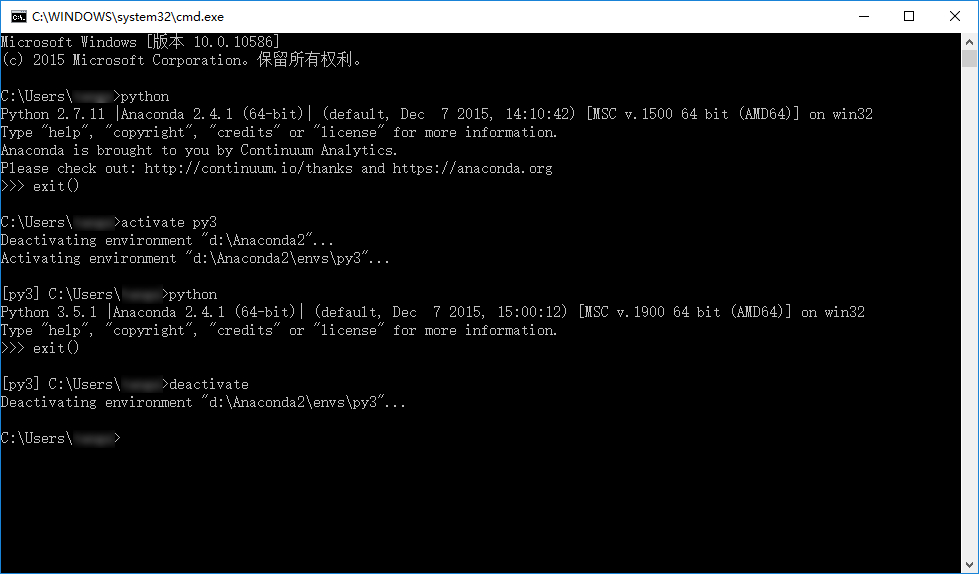 C:\WINDOWS\system32\cmd.exe
Microsoft Windows [版本 10.0.10586]
(c) 2015 Microsoft Corporation。保留所有权利。
C:\Users\>python
Python 2.7.11 |Anaconda 2.4.1 (64-bit)| (default, Dec  7 2015, 14:10:42) [MSC v.1500 64 bit (AMD64)] on win32
Type "help", "copyright", "credits" or "license" for more information.
Anaconda is brought to you by Continuum Analytics.
Please check out: http://continuum.io/thanks and https://anaconda.org
>>> exit()
C:\Users\>activate py3
Deactivating environment "d:\Anaconda2"...
Activating environment "d:\Anaconda2\envs\py3"...
[py3] C:\Users\>python
Python 3.5.1 |Anaconda 2.4.1 (64-bit)| (default, Dec  7 2015, 15:00:12) [MSC v.1900 64 bit (AMD64)] on win32
Type "help", "copyright", "credits" or "license" for more information.
>>> exit()
[py3] C:\Users\>deactivate
Deactivating environment "d:\Anaconda2\envs\py3"...
C:\Users\>